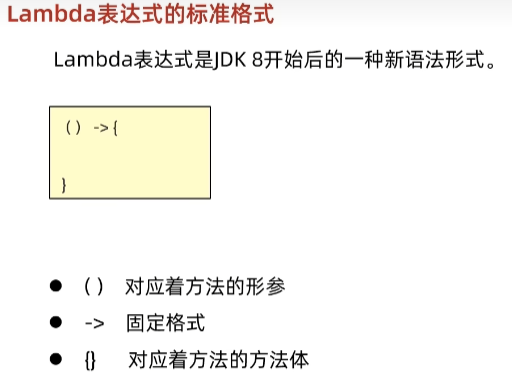 Lambda表达式的标准格式
Lambda表达式是JDK 8开始后的一种新语法形式。
() ->{
}
● () 对应着方法的形参
● -> 固定格式
● {} 对应着方法的方法体